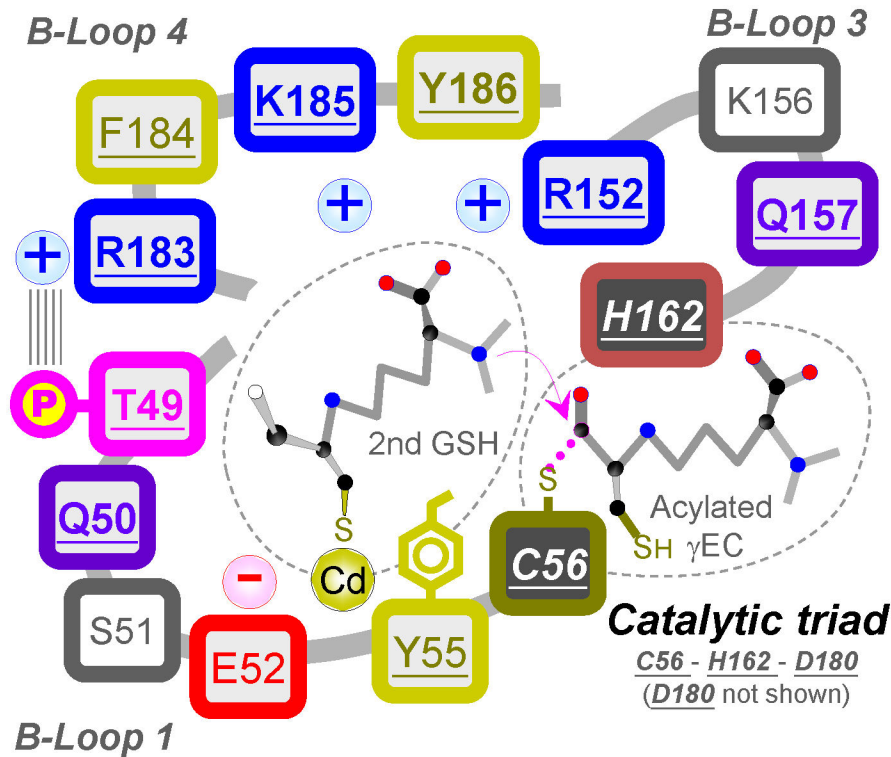 B-Loop 4
B-Loop 3
K185
Y186
K156
F184
R152
Q157
+
+
+
R183
H162
P
T49
2nd GSH
Q50
S
S
Acylated
γEC
SH
-
Cd
C56
S51
E52
Y55
Catalytic triad
C56 - H162 - D180
(D180 not shown)
B-Loop 1